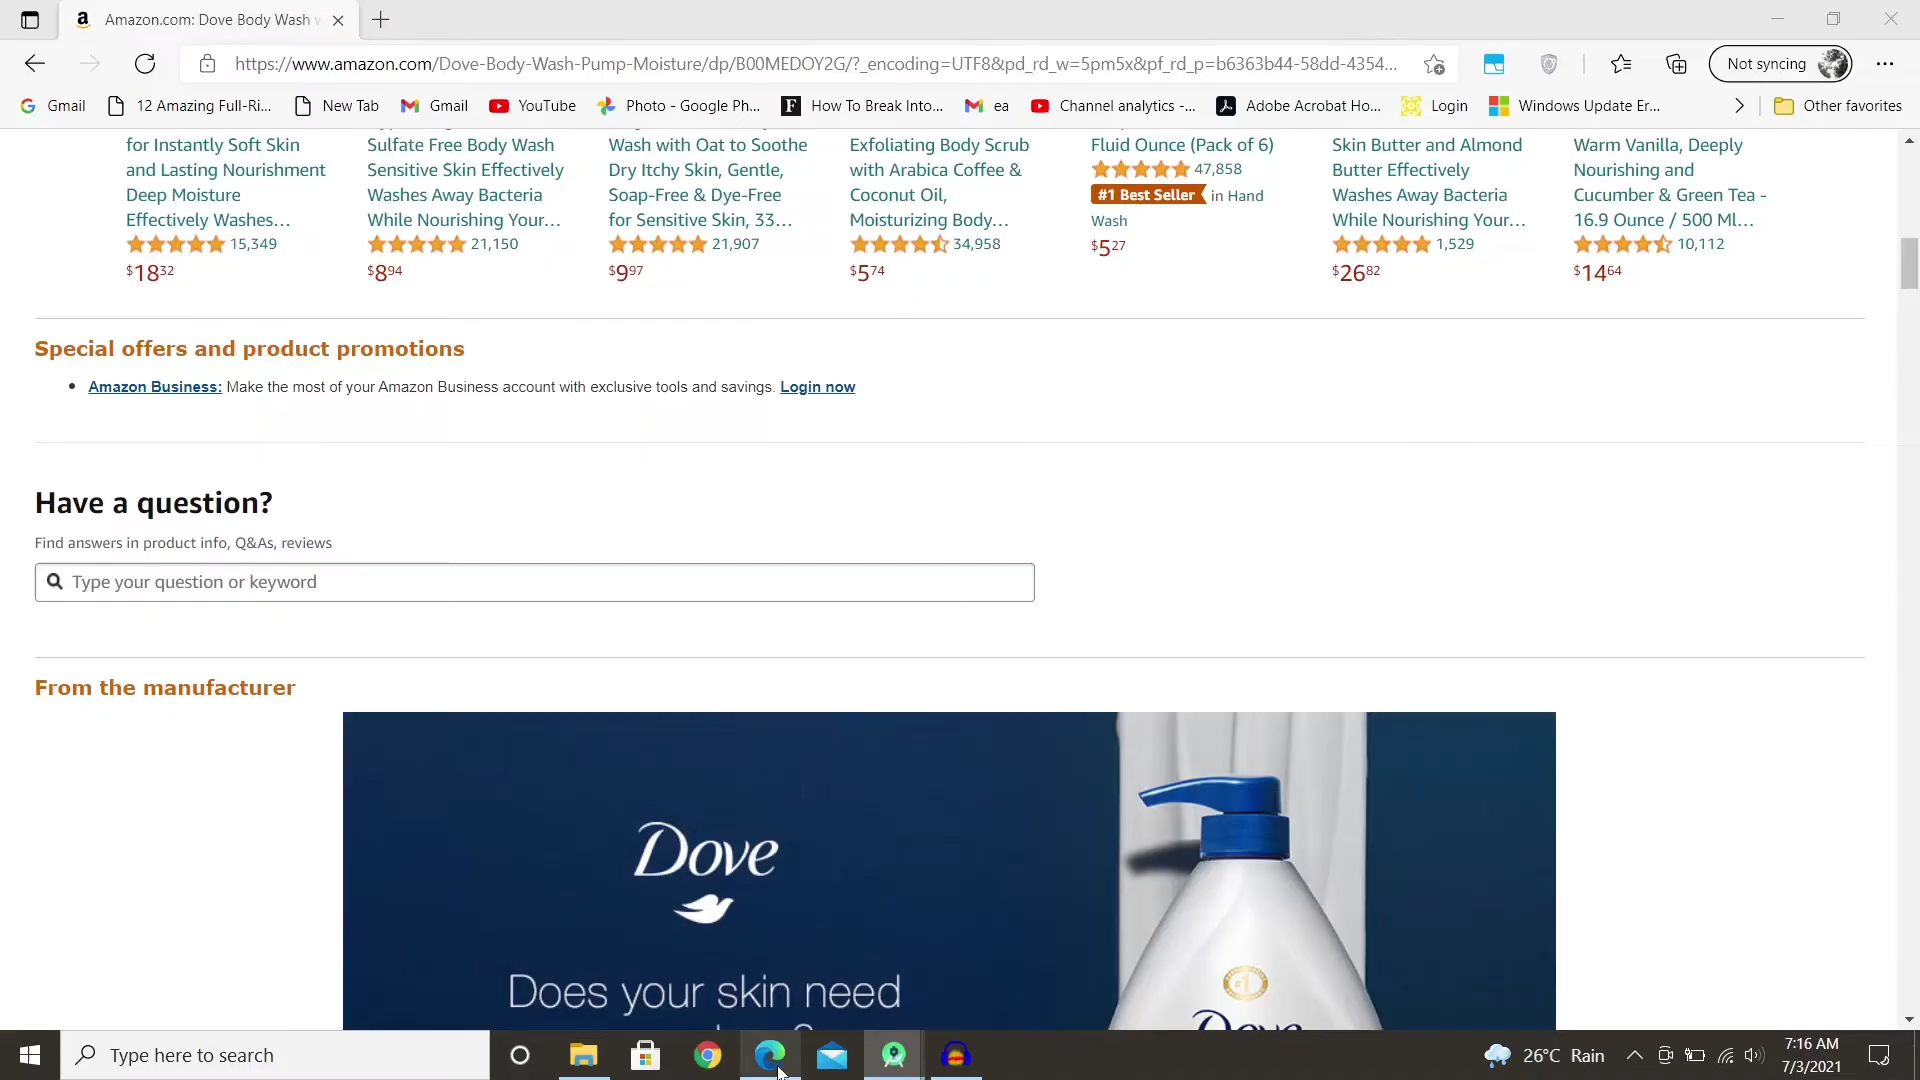 Amazon.com: Dove Body Wash w
https://www.amazon.com/Dove-Body-Wash-Pump-Moisture/dp/B00MEDOY2G/?_encoding=UTF8&pd_rd_w=5pm5x&pf_rd_p=b6363b44-58dd-4354...
Not syncing
Gmail
12 Amazing Full-Ri...
New Tab
Gmail
YouTube
Photo - Google Ph...
How To Break Into...
ea
Channel analytics -...
Adobe Acrobat Ho...
Login
Windows Update Er...
Other favorites
for Instantly Soft Skin
and Lasting Nourishment
Deep Moisture
Effectively Washes...
15,349
$18.32
Sulfate Free Body Wash
Sensitive Skin Effectively
Washes Away Bacteria
While Nourishing Your...
21,150
$8.94
Wash with Oat to Soothe
Dry Itchy Skin, Gentle,
Soap-Free & Dye-Free
for Sensitive Skin, 33...
21,907
$9.97
Exfoliating Body Scrub
with Arabica Coffee &
Coconut Oil,
Moisturizing Body...
34,958
$5.74
Fluid Ounce (Pack of 6)
47,858
#1 Best Seller in Hand
Wash
$5.27
Skin Butter and Almond
Butter Effectively
Washes Away Bacteria
While Nourishing Your...
1,529
$26.82
Warm Vanilla, Deeply
Nourishing and
Cucumber & Green Tea -
16.9 Ounce / 500 Ml...
10,112
$14.64
Special offers and product promotions
Amazon Business: Make the most of your Amazon Business account with exclusive tools and savings. Login now
Have a question?
Find answers in product info, Q&As, reviews
Type your question or keyword
From the manufacturer
Dove
Does your skin need
#1
Dove
Type here to search
26°C Rain
7:16 AM
7/3/2021